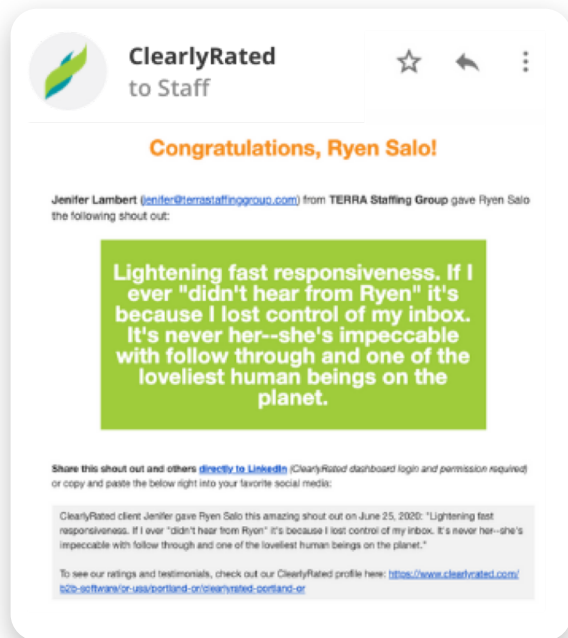 ClearlyRated
to Staff
Congratulations, Ryen Salo!
Jenifer Lambert (jenifer@terrastaffinggroup.com) from TERRA Staffing Group gave Ryen Salo
the following shout out:
Lightening fast responsiveness. If I
ever "didn't hear from Ryen" it's
because I lost control of my inbox.
It's never her--she's impeccable
with follow through and one of the
loveliest human beings on the
planet.
Share this shout out and others directly to LinkedIn (ClearlyRated dashboard login and permission required)
or copy and paste the below right into your favorite social media:
ClearlyRated client Jenifer gave Ryen Salo this amazing shout out on June 25, 2020: "Lightening fast
responsiveness. If I ever "didn't hear from Ryen" it's because I lost control of my inbox. It's never her--she's
impeccable with follow through and one of the loveliest human beings on the planet."
To see our ratings and testimonials, check out our ClearlyRated profile here: https://www.clearlyrated.com/
b2b-software/or-usa/portland-or/clearlyrated-portland-or